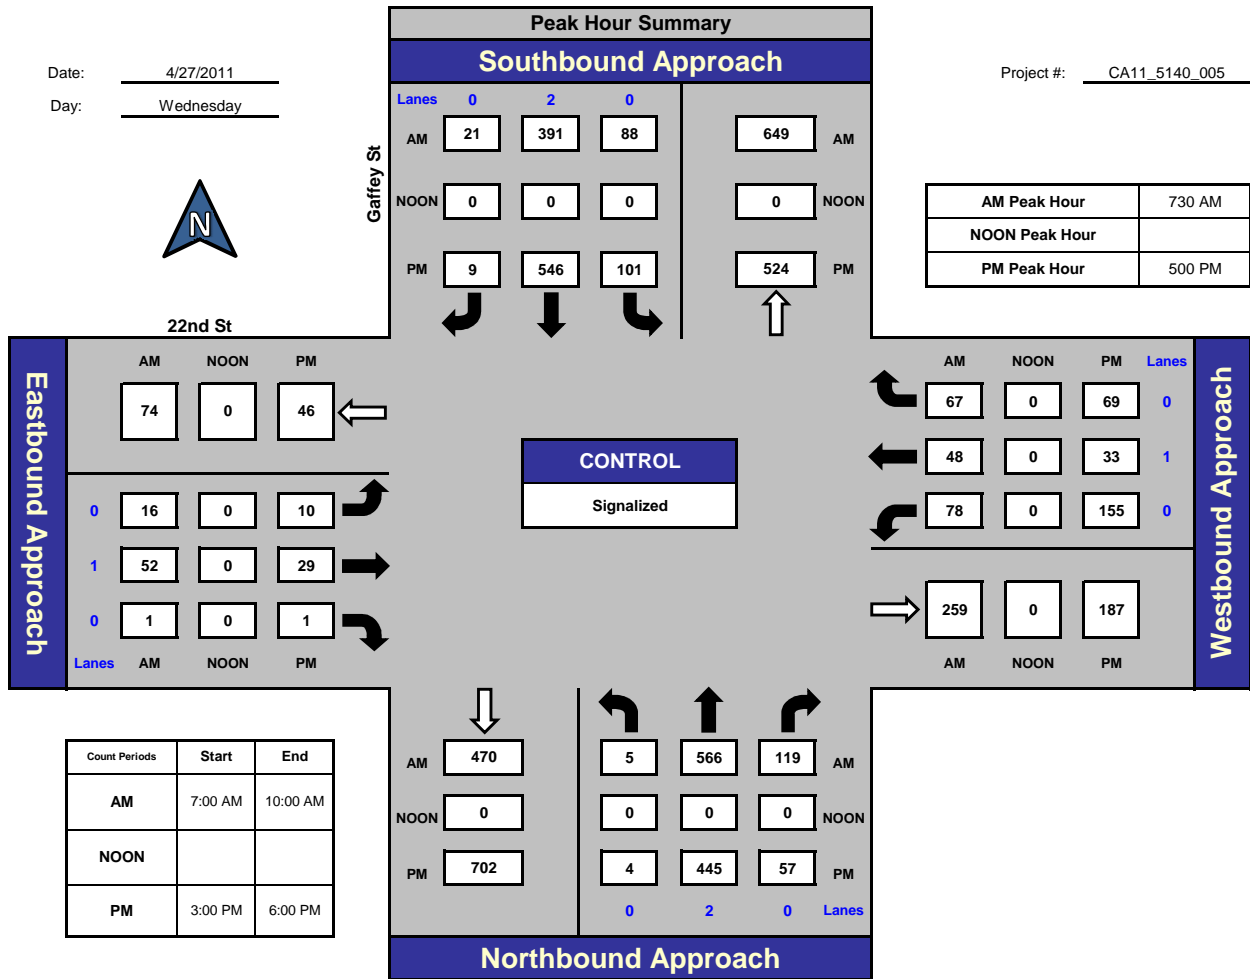 Peak Hour Summary
Southbound Approach
Date: 4/27/2011
Project #: CA11_5140_005
Day: Wednesday
Lanes 0 2 0
AM 21 391 88 649 AM
Gaffey St
NOON 0 0 0 0 NOON
N
AM Peak Hour 730 AM
NOON Peak Hour
PM Peak Hour 500 PM
PM 9 546 101 524 PM
22nd St
Eastbound Approach
AM NOON PM
74 0 46
0 16 0 10
1 52 0 29
0 1 0 1
Lanes AM NOON PM
CONTROL
Signalized
AM NOON PM Lanes
67 0 69 0
48 0 33 1
78 0 155 0
259 0 187
AM NOON PM
Westbound Approach
Count Periods Start End
AM 7:00 AM 10:00 AM
NOON
PM 3:00 PM 6:00 PM
AM 470 5 566 119 AM
NOON 0 0 0 0 NOON
PM 702 4 445 57 PM
0 2 0 Lanes
Northbound Approach